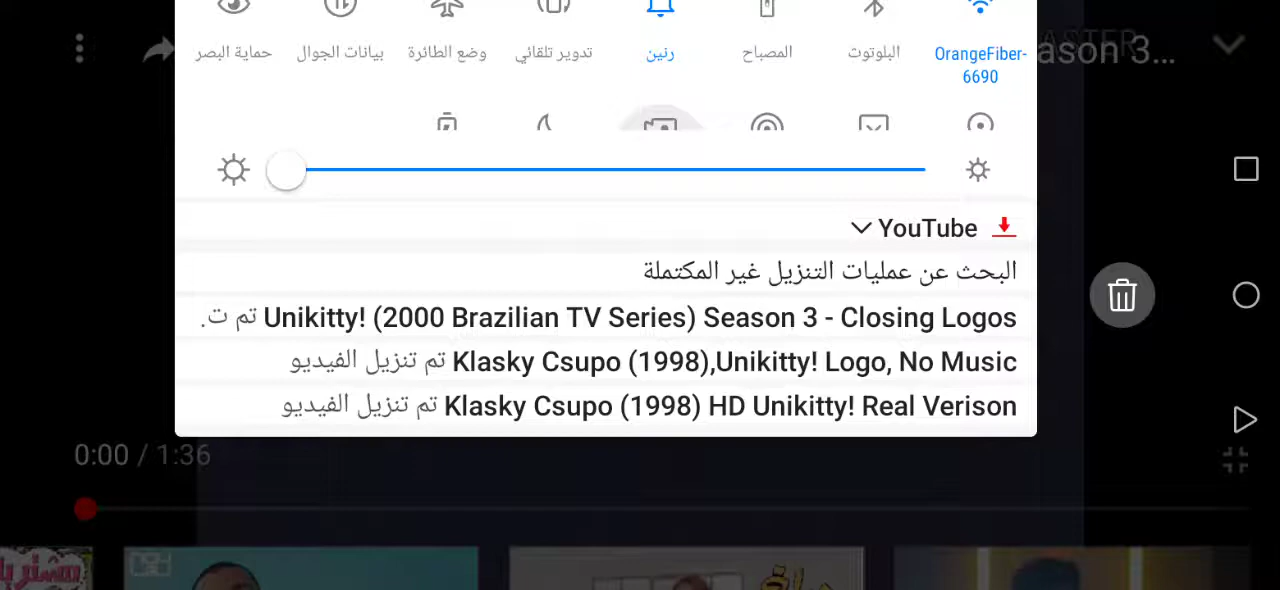 حماية البصر
بيانات الجوال
وضع الطائرة
تدوير تلقائي
رنين
المصباح
البلوتوث
OrangeFiber-
6690
ason 3...
YouTube
البحث عن عمليات التنزيل غير المكتملة
Unikitty! (2000 Brazilian TV Series) Season 3 - Closing Logos تم ت.
Klasky Csupo (1998),Unikitty! Logo, No Music تم تنزيل الفيديو
Klasky Csupo (1998) HD Unikitty! Real Verison تم تنزيل الفيديو
0:00 / 1:36